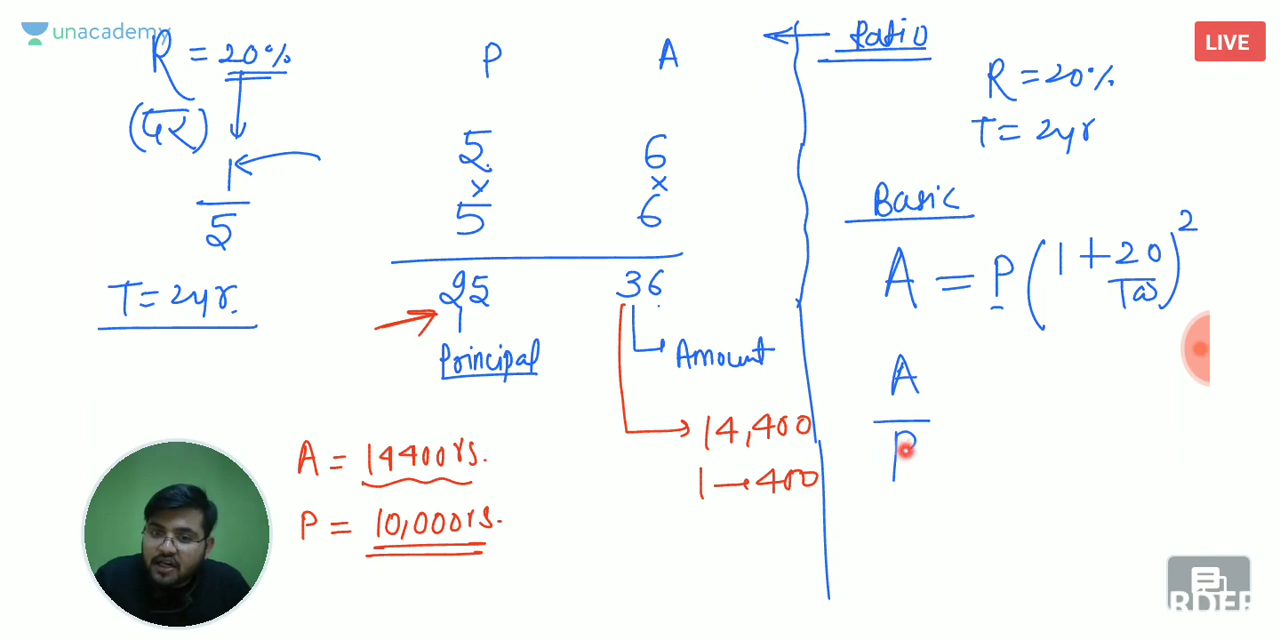 unacademy
LIVE
R = 20%
(दर)
1
5
T = 2yr.
P A
5 6
× ×
5 6
25 36
Principal
Amount
14,400
1 → 400
A = 14400rs.
P = 10,000rs.
Ratio
R = 20%
T = 2yr
Basic
A = P(1 + 20/100)²
A
P